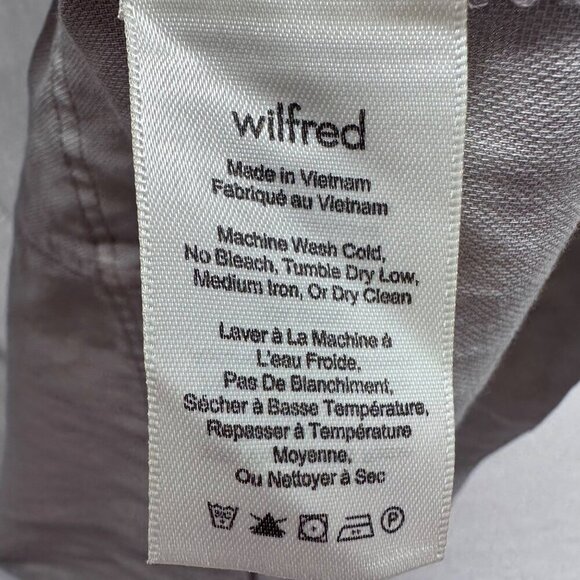 wilfred
Made in Vietnam
Fabriqué au Vietnam
Machine Wash Cold,
No Bleach, Tumble Dry Low,
Medium Iron, Or Dry Clean
Laver à La Machine à
L'eau Froide,
Pas De Blanchiment,
Sécher à Basse Température,
Repasser à Température
Moyenne,
Ou Nettoyer à Sec
P